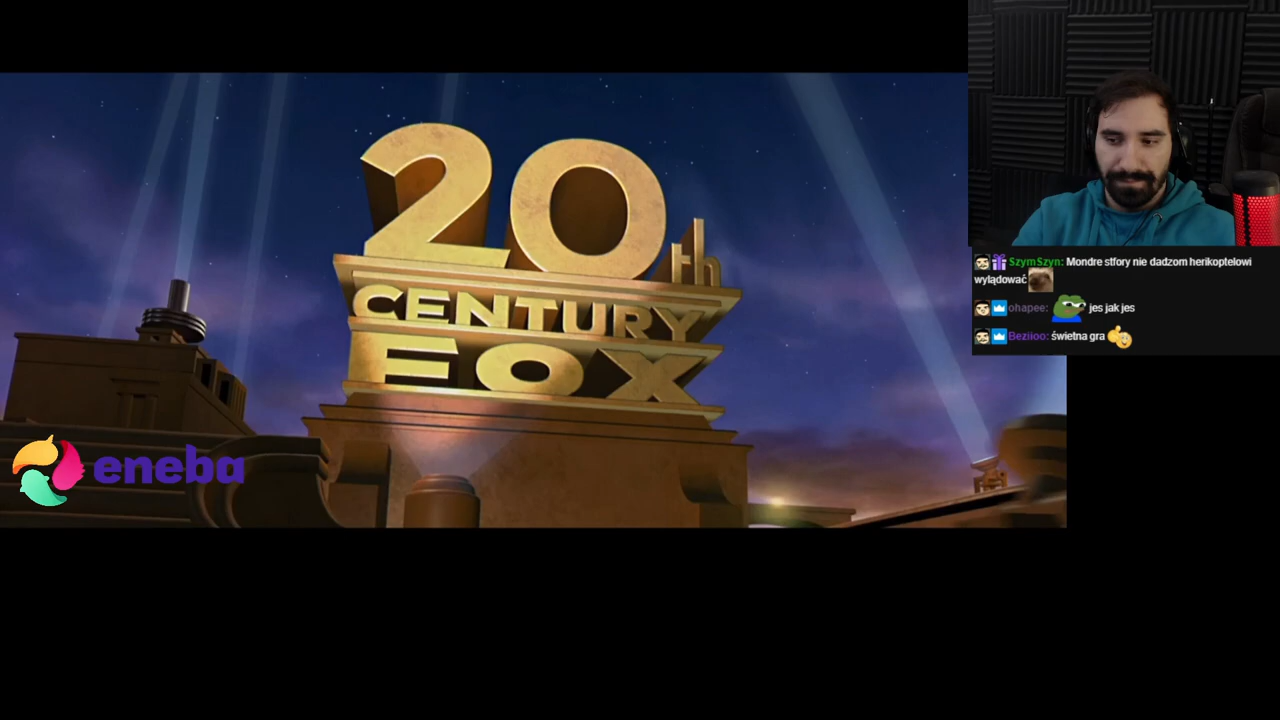 20th
CENTURY
FOX
eneba
SzymSzyn: Mondre stfory nie dadzom herikoptelowi
wylądować
ohapee: jes jak jes
Beziioo: świetna gra